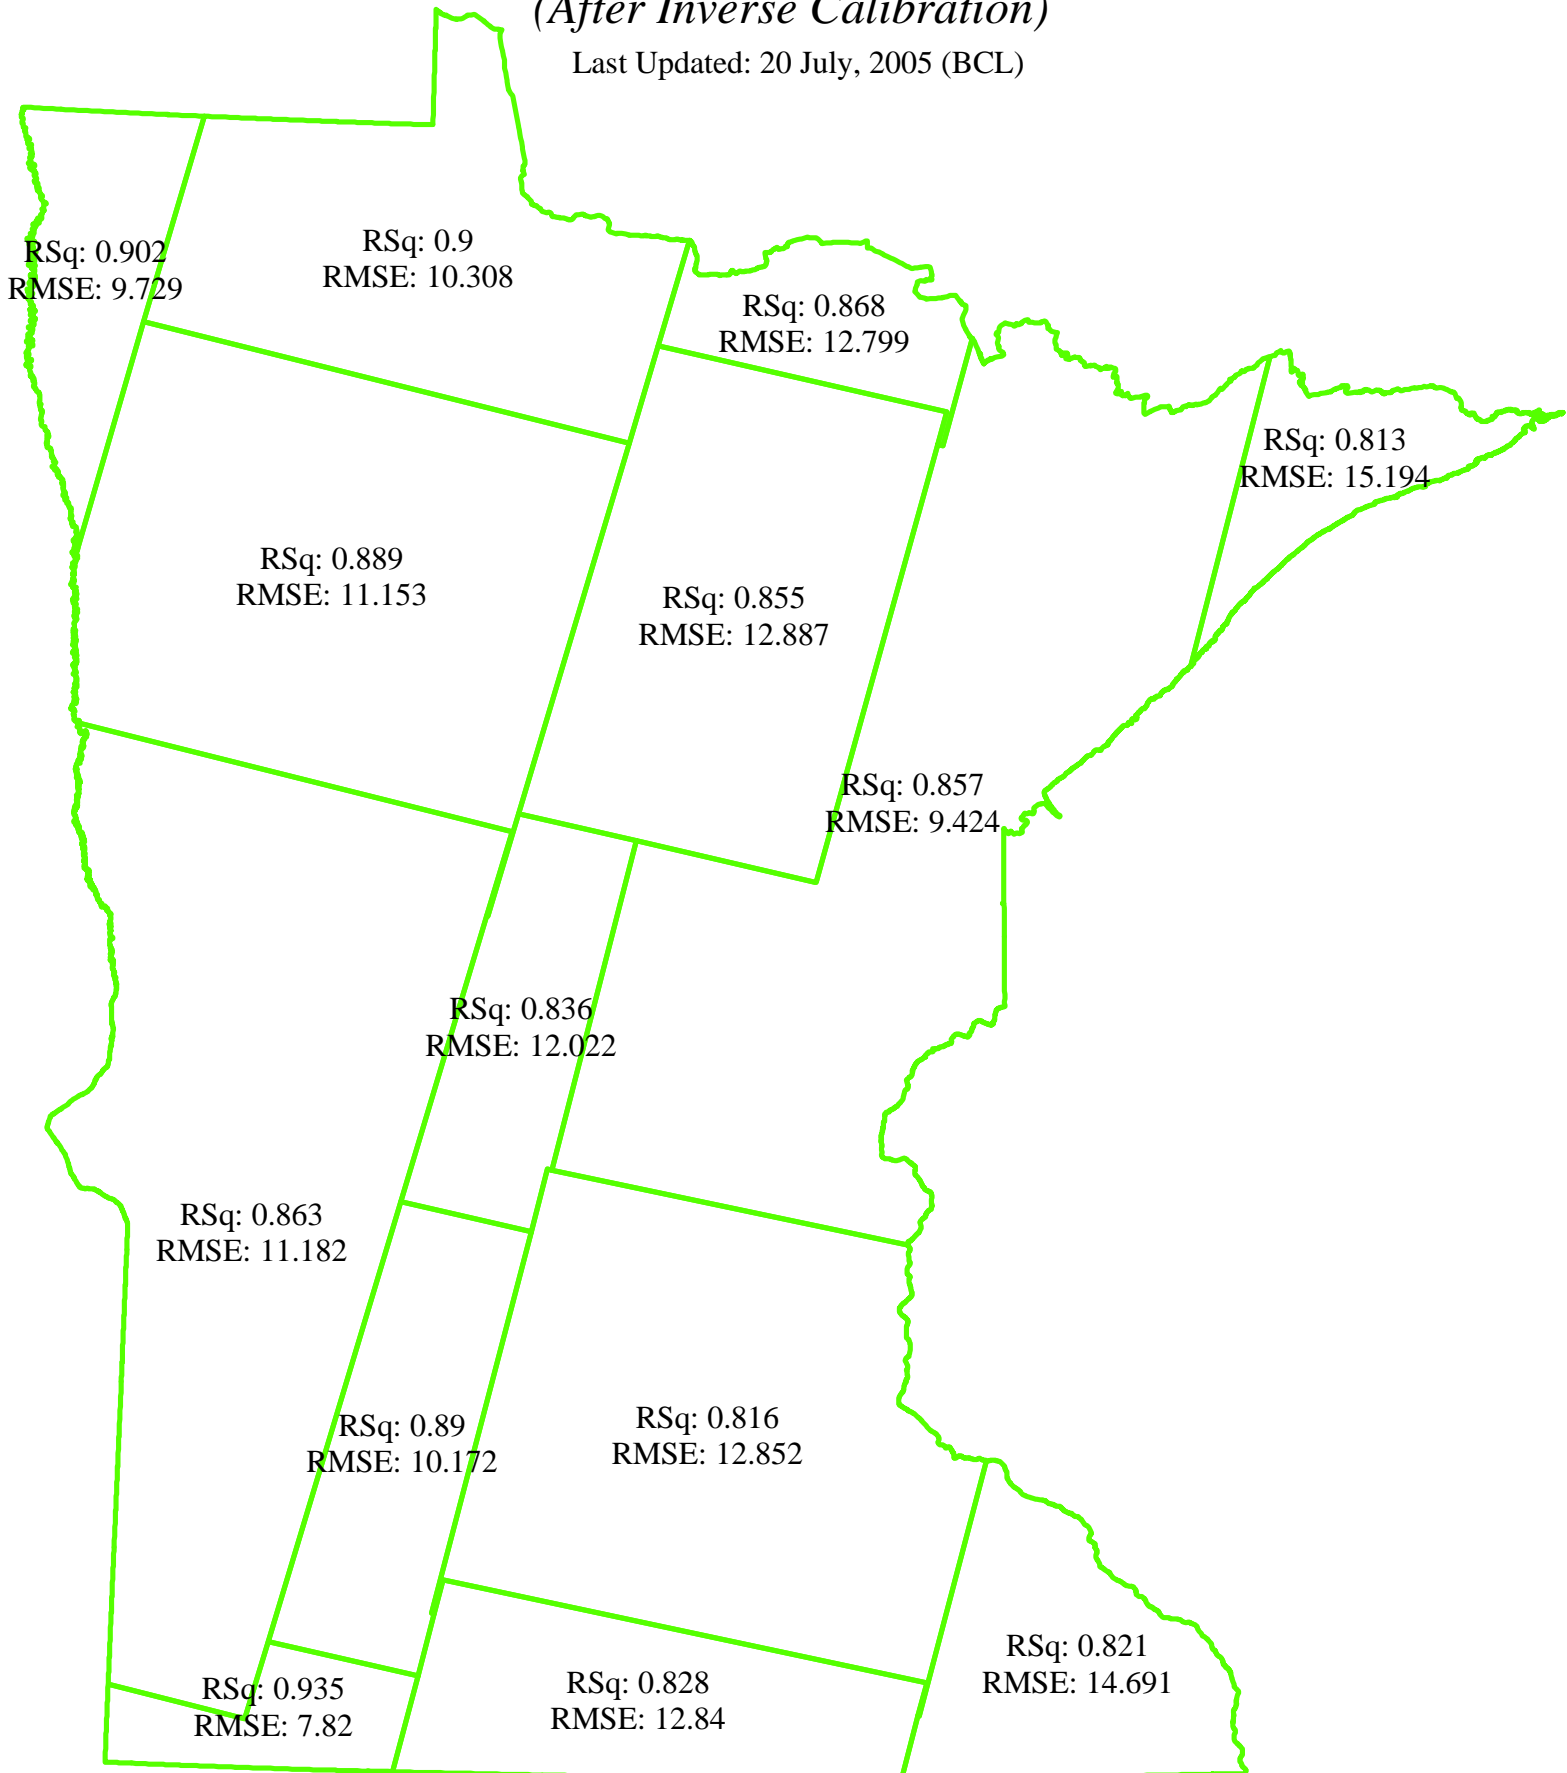 (After Inverse Calibration)
Last Updated: 20 July, 2005 (BCL)
RSq: 0.902
RMSE: 9.729
RSq: 0.9
RMSE: 10.308
RSq: 0.868
RMSE: 12.799
RSq: 0.813
RMSE: 15.194
RSq: 0.889
RMSE: 11.153
RSq: 0.855
RMSE: 12.887
RSq: 0.857
RMSE: 9.424
RSq: 0.836
RMSE: 12.022
RSq: 0.863
RMSE: 11.182
RSq: 0.89
RMSE: 10.172
RSq: 0.816
RMSE: 12.852
RSq: 0.821
RMSE: 14.691
RSq: 0.935
RMSE: 7.82
RSq: 0.828
RMSE: 12.84